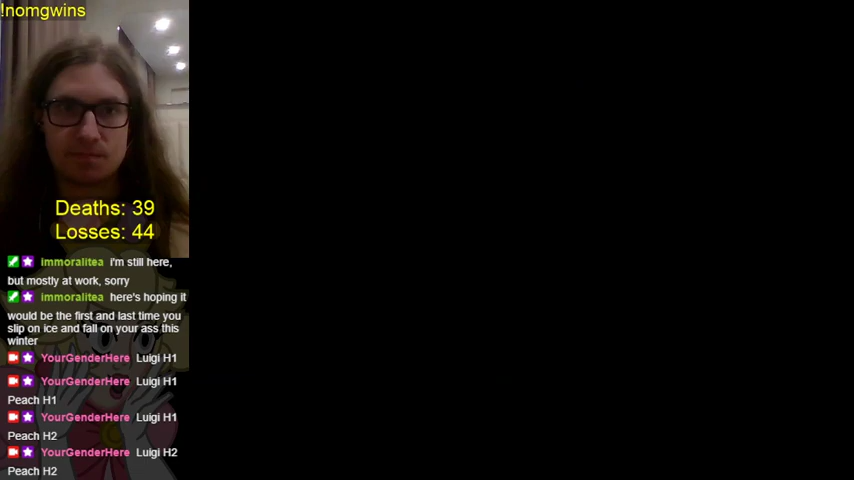 !nomgwins
Deaths: 39
Losses: 44
immoralitea i'm still here,
but mostly at work, sorry
immoralitea here's hoping it
would be the first and last time you
slip on ice and fall on your ass this
winter
YourGenderHere Luigi H1
YourGenderHere Luigi H1
Peach H1
YourGenderHere Luigi H1
Peach H2
YourGenderHere Luigi H2
Peach H2